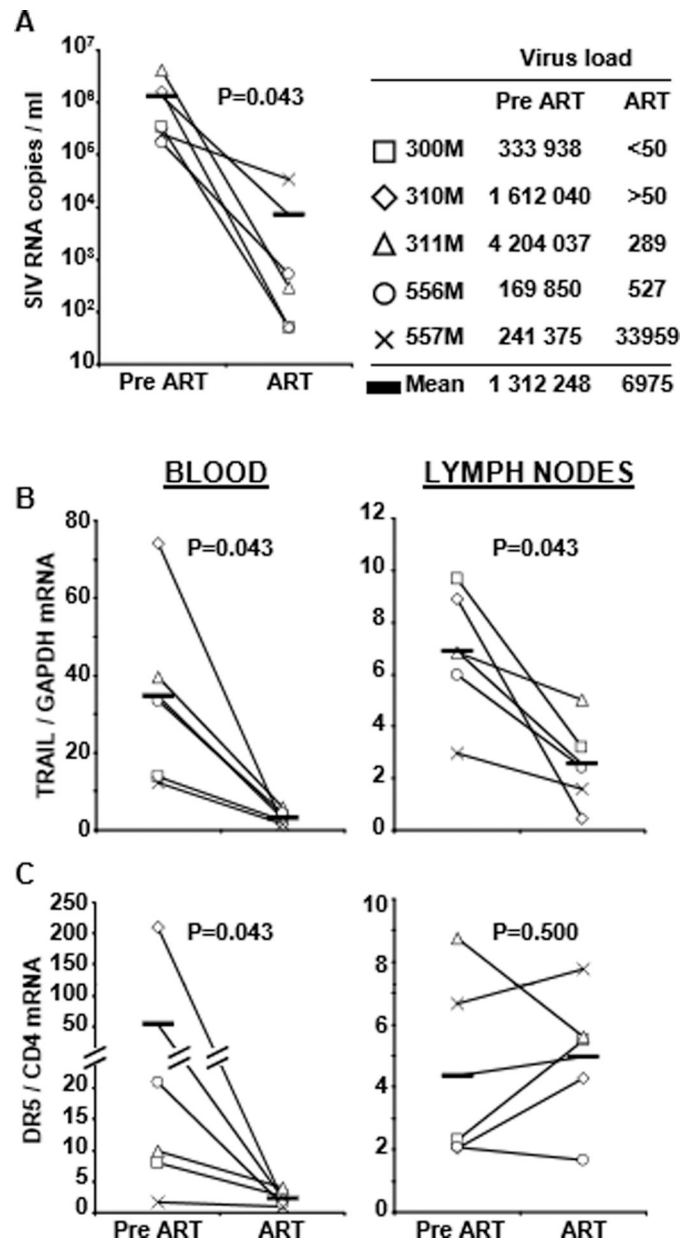 A
SIV RNA copies / ml
10⁷
10⁶
10⁵
10⁴
10³
10²
10
P=0.043
Pre ART ART
Virus load
Pre ART ART
300M 333 938 <50
310M 1 612 040 >50
311M 4 204 037 289
556M 169 850 527
557M 241 375 33959
Mean 1 312 248 6975
BLOOD LYMPH NODES
B
TRAIL / GAPDH mRNA
80
60
40
20
0
P=0.043
12
10
8
6
4
2
0
P=0.043
C
DR5 / CD4 mRNA
250
200
150
100
50
20
15
10
5
0
P=0.043
Pre ART ART
10
8
6
4
2
0
P=0.500
Pre ART ART